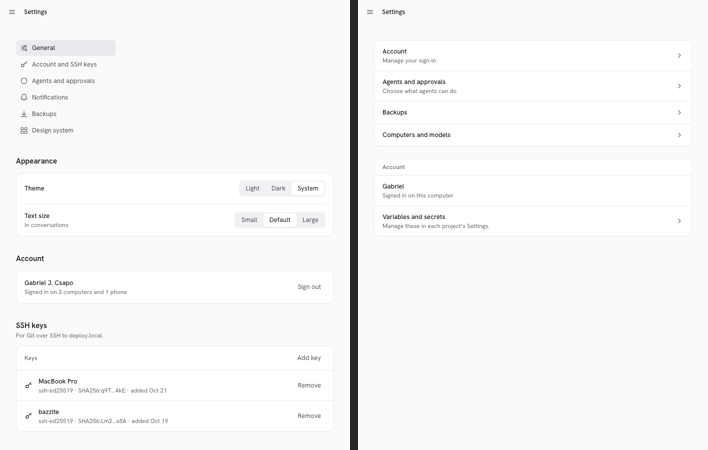 Settings
General
Account and SSH keys
Agents and approvals
Notifications
Backups
Design system
Appearance
Theme
Light
Dark
System
Text size
In conversations
Small
Default
Large
Account
Gabriel J. Csapo
Signed in on 3 computers and 1 phone
Sign out
SSH keys
For Git over SSH to deploy.local.
Keys
Add key
MacBook Pro
ssh-ed25519 · SHA256:q9T...4kE · added Oct 21
Remove
bazzite
ssh-ed25519 · SHA256:Lm2...x8A · added Oct 19
Remove
Settings
Account
Manage your sign-in
Agents and approvals
Choose what agents can do
Backups
Computers and models
Account
Gabriel
Signed in on this computer
Variables and secrets
Manage these in each project's Settings.